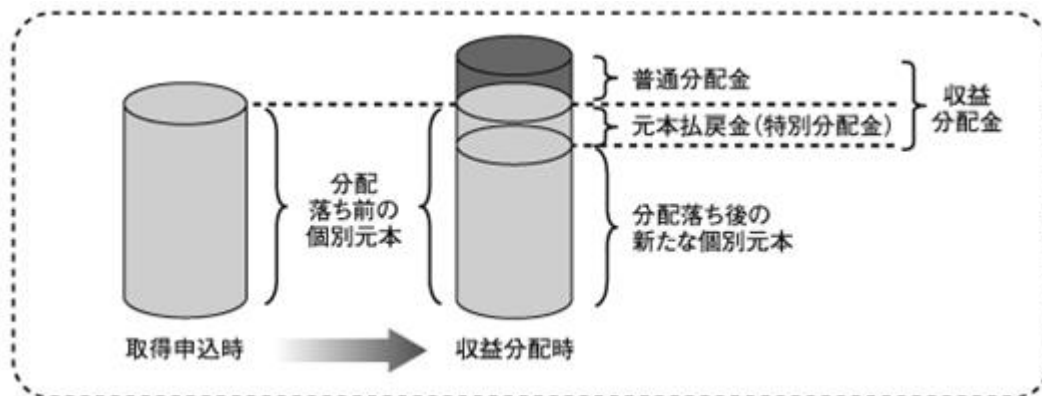 普通分配金
元本払戻金(特別分配金)
収益
分配金
分配
落ち前の
個別元本
分配落ち後の
新たな個別元本
取得申込時
収益分配時